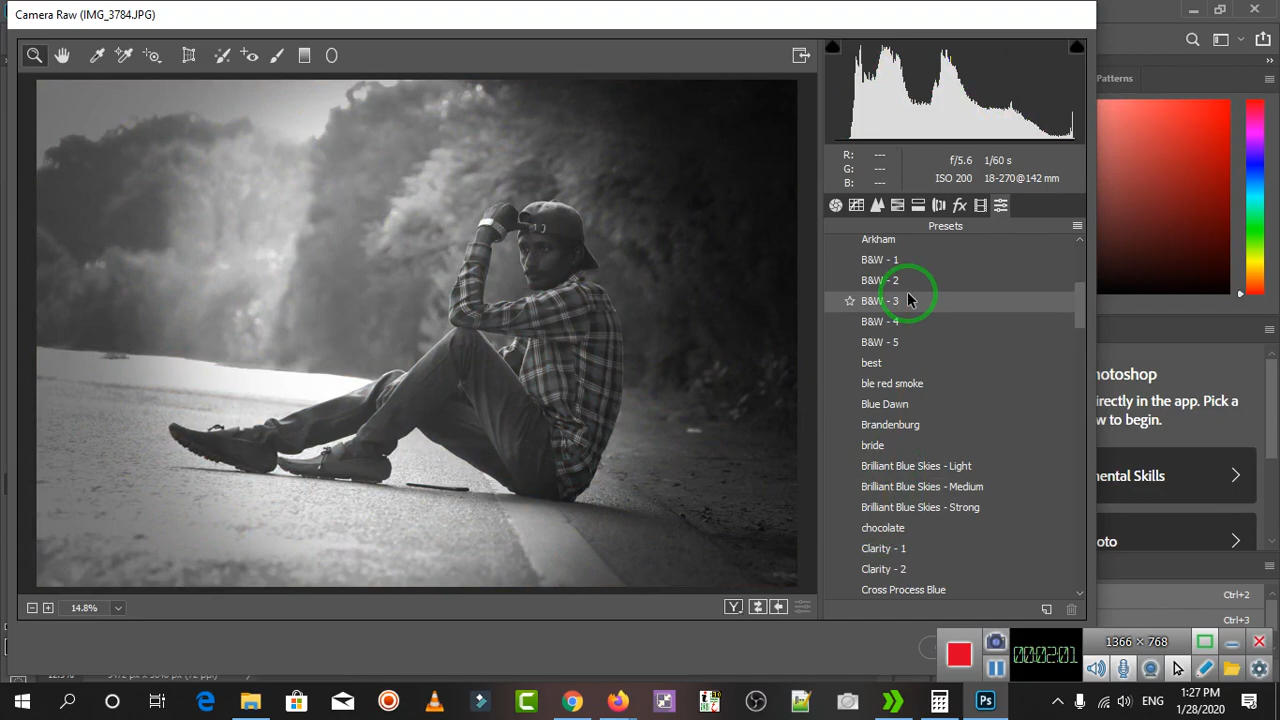 Camera Raw (IMG_3784.JPG)
Patterns
R: ---
G: ---
B: ---
f/5.6 1/60 s
ISO 200 18-270@142 mm
Presets
Arkham
B&W - 1
B&W - 2
B&W - 3
B&W - 4
B&W - 5
best
ble red smoke
Blue Dawn
Brandenburg
bride
Brilliant Blue Skies - Light
Brilliant Blue Skies - Medium
Brilliant Blue Skies - Strong
chocolate
Clarity - 1
Clarity - 2
Cross Process Blue
hotoshop
directly in the app. Pick a
w to begin.
mental Skills
oto
Ctrl+2
Ctrl+3
14.8%
Y
1366 × 768
00:02:01
ENG
1:27 PM
1/28/2020